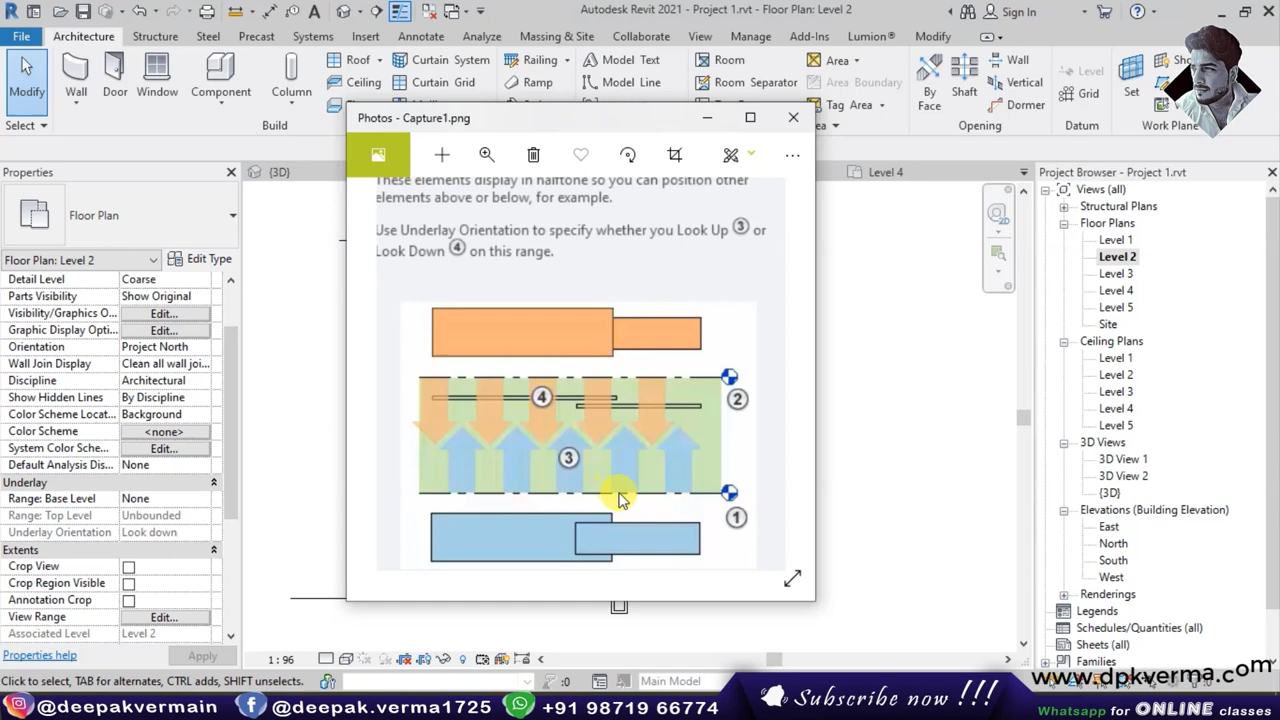 Autodesk Revit 2021 - Project 1.rvt - Floor Plan: Level 2
Sign In
File
Architecture
Structure
Steel
Precast
Systems
Insert
Annotate
Analyze
Massing & Site
Collaborate
View
Manage
Add-Ins
Lumion®
Modify
Modify
Wall
Door
Window
Component
Column
Roof
Ceiling
Curtain System
Curtain Grid
Railing
Ramp
Model Text
Model Line
Room
Room Separator
Area
Area Boundary
Tag Area
By
Face
Shaft
Wall
Vertical
Dormer
Level
Grid
Set
Select
Build
Opening
Datum
Work Plane
Photos - Capture1.png
Properties
{3D}
Level 4
Project Browser - Project 1.rvt
Floor Plan
Floor Plan: Level 2
Edit Type
Detail Level Coarse
Parts Visibility Show Original
Visibility/Graphics O... Edit...
Graphic Display Opti... Edit...
Orientation Project North
Wall Join Display Clean all wall joi...
Discipline Architectural
Show Hidden Lines By Discipline
Color Scheme Locat... Background
Color Scheme <none>
System Color Sche... Edit...
Default Analysis Dis... None
Underlay
Range: Base Level None
Range: Top Level Unbounded
Underlay Orientation Look down
Extents
Crop View
Crop Region Visible
Annotation Crop
View Range Edit...
Associated Level Level 2
Properties help
Apply
These elements display in halftone so you can position other
elements above or below, for example.
Use Underlay Orientation to specify whether you Look Up 3 or
Look Down 4 on this range.
4
2
3
1
2D
Views (all)
Structural Plans
Floor Plans
Level 1
Level 2
Level 3
Level 4
Level 5
Site
Ceiling Plans
Level 1
Level 2
Level 3
Level 4
Level 5
3D Views
3D View 1
3D View 2
{3D}
Elevations (Building Elevation)
East
North
South
West
Renderings
Legends
Schedules/Quantities (all)
Sheets (all)
Families
1 : 96
Click to select, TAB for alternates, CTRL adds, SHIFT unselects.
:0
Main Model
www.dpkverma.com
@deepakvermain
@deepak.verma1725
+91 98719 66774
Subscribe now !!!
Whatsapp for ONLINE classes